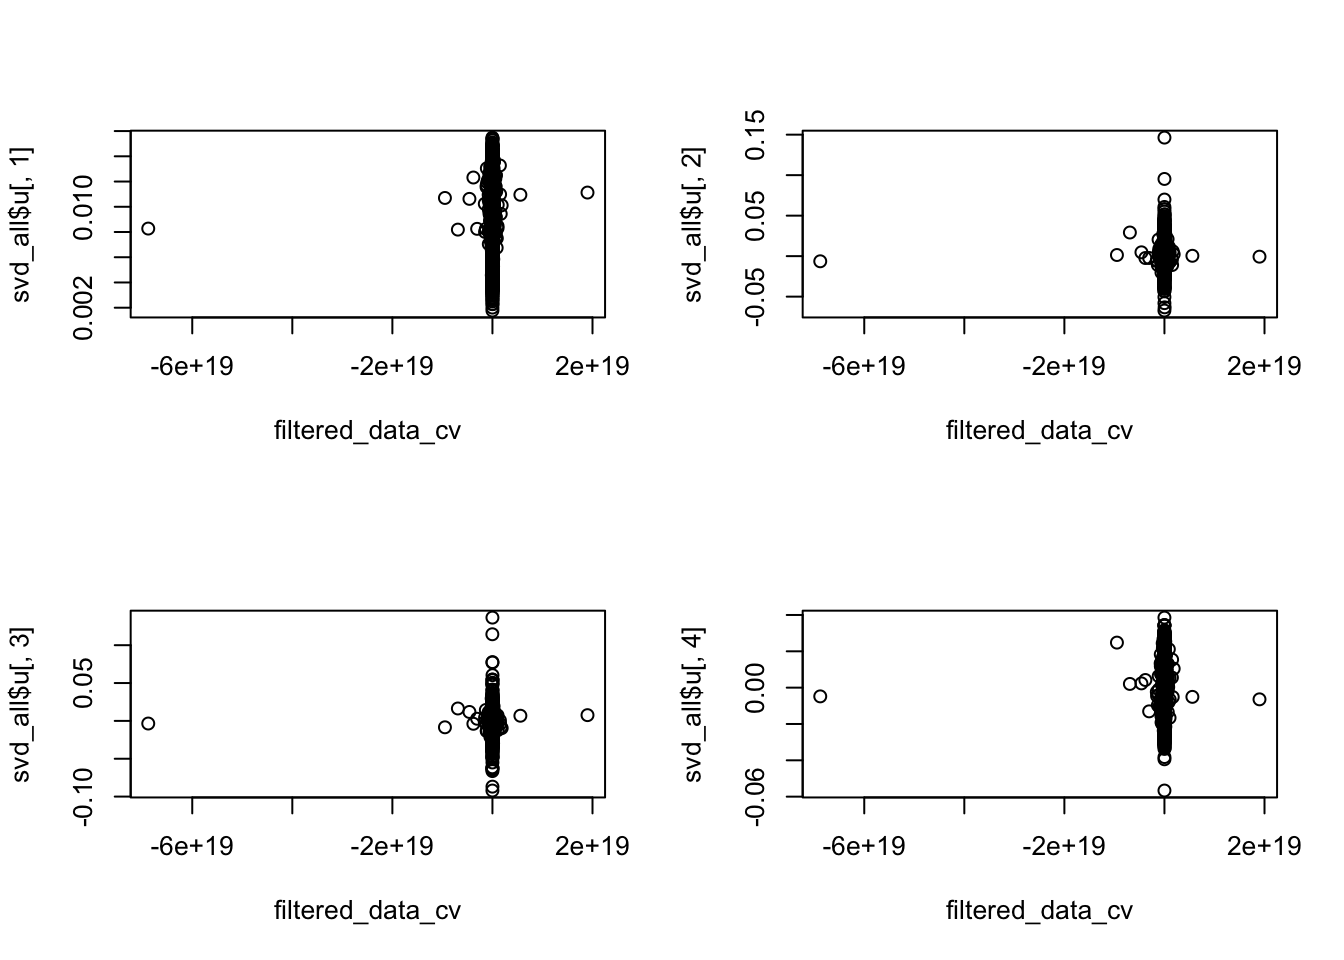 svd_all$u[, 1]
0.010
0.002
-6e+19 -2e+19 2e+19
filtered_data_cv
svd_all$u[, 2]
0.15
0.05
-0.05
-6e+19 -2e+19 2e+19
filtered_data_cv
svd_all$u[, 3]
0.05
-0.10
-6e+19 -2e+19 2e+19
filtered_data_cv
svd_all$u[, 4]
0.00
-0.06
-6e+19 -2e+19 2e+19
filtered_data_cv